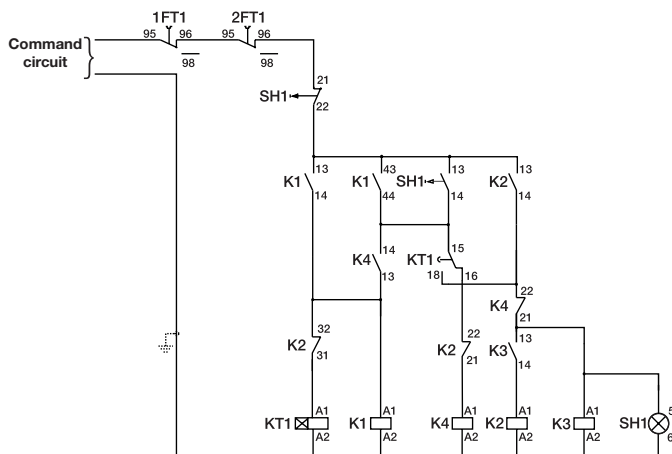 1FT1 2FT1
95 96 95 96
98 98
Command
circuit
21
SH1
22
13 43 13 13
K1 K1 SH1 K2
14 44 14 14
14 15
K4 KT1
13 18 16
22
K4
21
32 22 13
K2 K2 K3
31 21 14
A1 A1 A1 A1 A1 5
KT1 K1 K4 K2 K3 SH1
A2 A2 A2 A2 A2 6